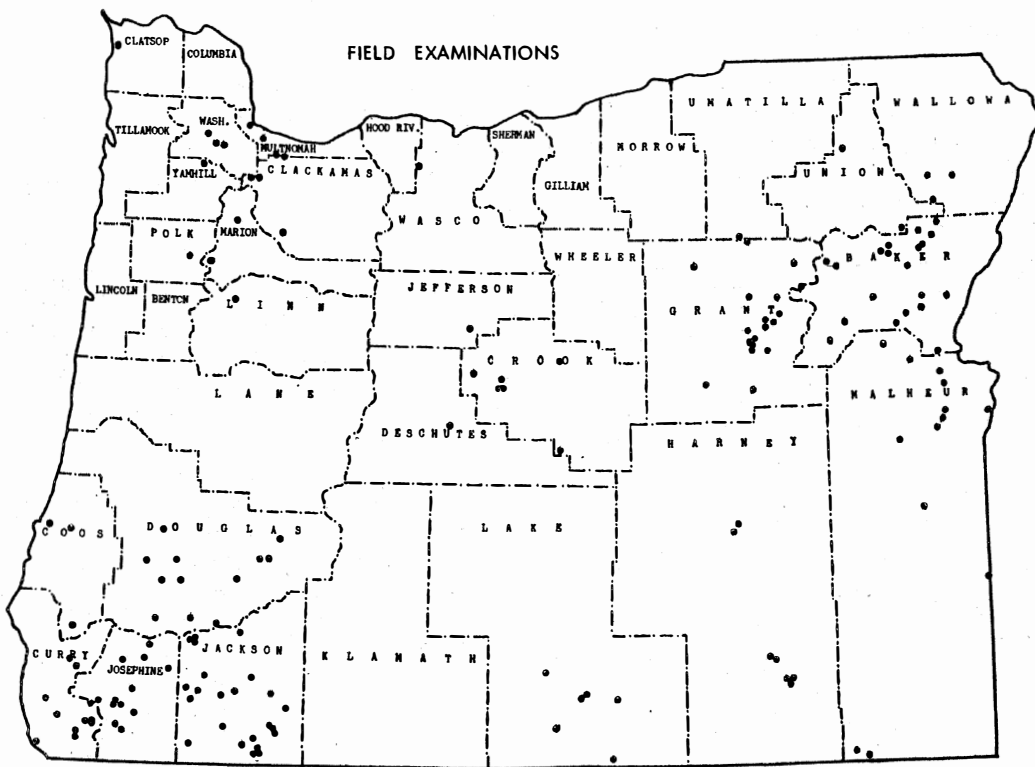 FIELD EXAMINATIONS
CLATSOP
COLUMBIA
TILLAMOOK
WASH.
MULTNOMAH
HOOD RIV.
SHERMAN
UMATILLA
WALLOWA
YAMHILL
CLACKAMAS
MORROW
UNION
GILLIAM
WASCO
POLK
MARION
WHEELER
BAKER
LINCOLN
BENTON
LINN
JEFFERSON
GRANT
CROOK
LANE
MALHEUR
DESCHUTES
HARNEY
COOS
DOUGLAS
LAKE
CURRY
JOSEPHINE
JACKSON
KLAMATH